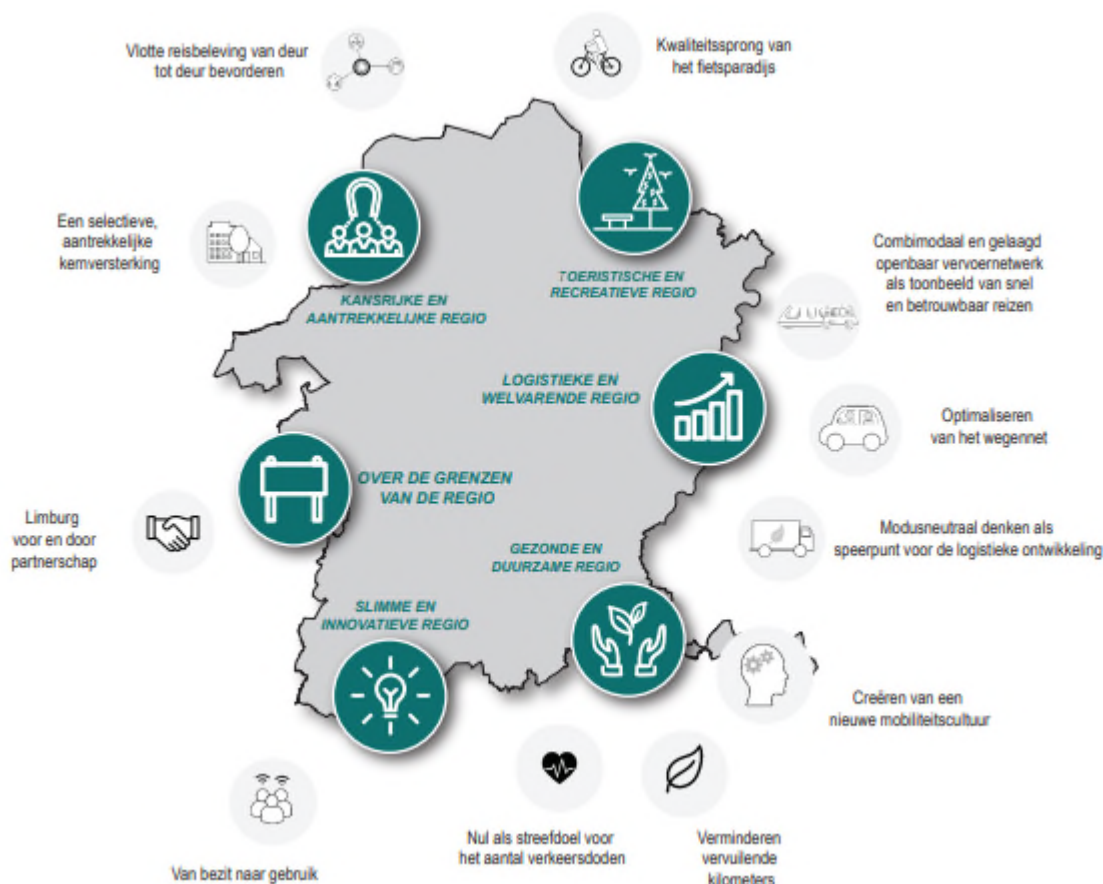 Vlotte reisbeleving van deur
tot deur bevorderen
Kwaliteitssprong van
het fietsparadijs
Een selectieve,
aantrekkelijke
kernversterking
KANSRIJKE EN
AANTREKKELIJKE REGIO
TOERISTISCHE EN
RECREATIEVE REGIO
Combimodaal en gelaagd
openbaar vervoernetwerk
als toonbeeld van snel
en betrouwbaar reizen
LOGISTIEKE EN
WELVARENDE REGIO
Optimaliseren
van het wegennet
OVER DE GRENZEN
VAN DE REGIO
Limburg
voor en door
partnerschap
Modusneutraal denken als
speerpunt voor de logistieke ontwikkeling
GEZONDE EN
DUURZAME REGIO
SLIMME EN
INNOVATIEVE REGIO
Creëren van een
nieuwe mobiliteitscultuur
Nul als streefdoel voor
het aantal verkeersdoden
Verminderen
vervuilende
kilometers
Van bezit naar gebruik